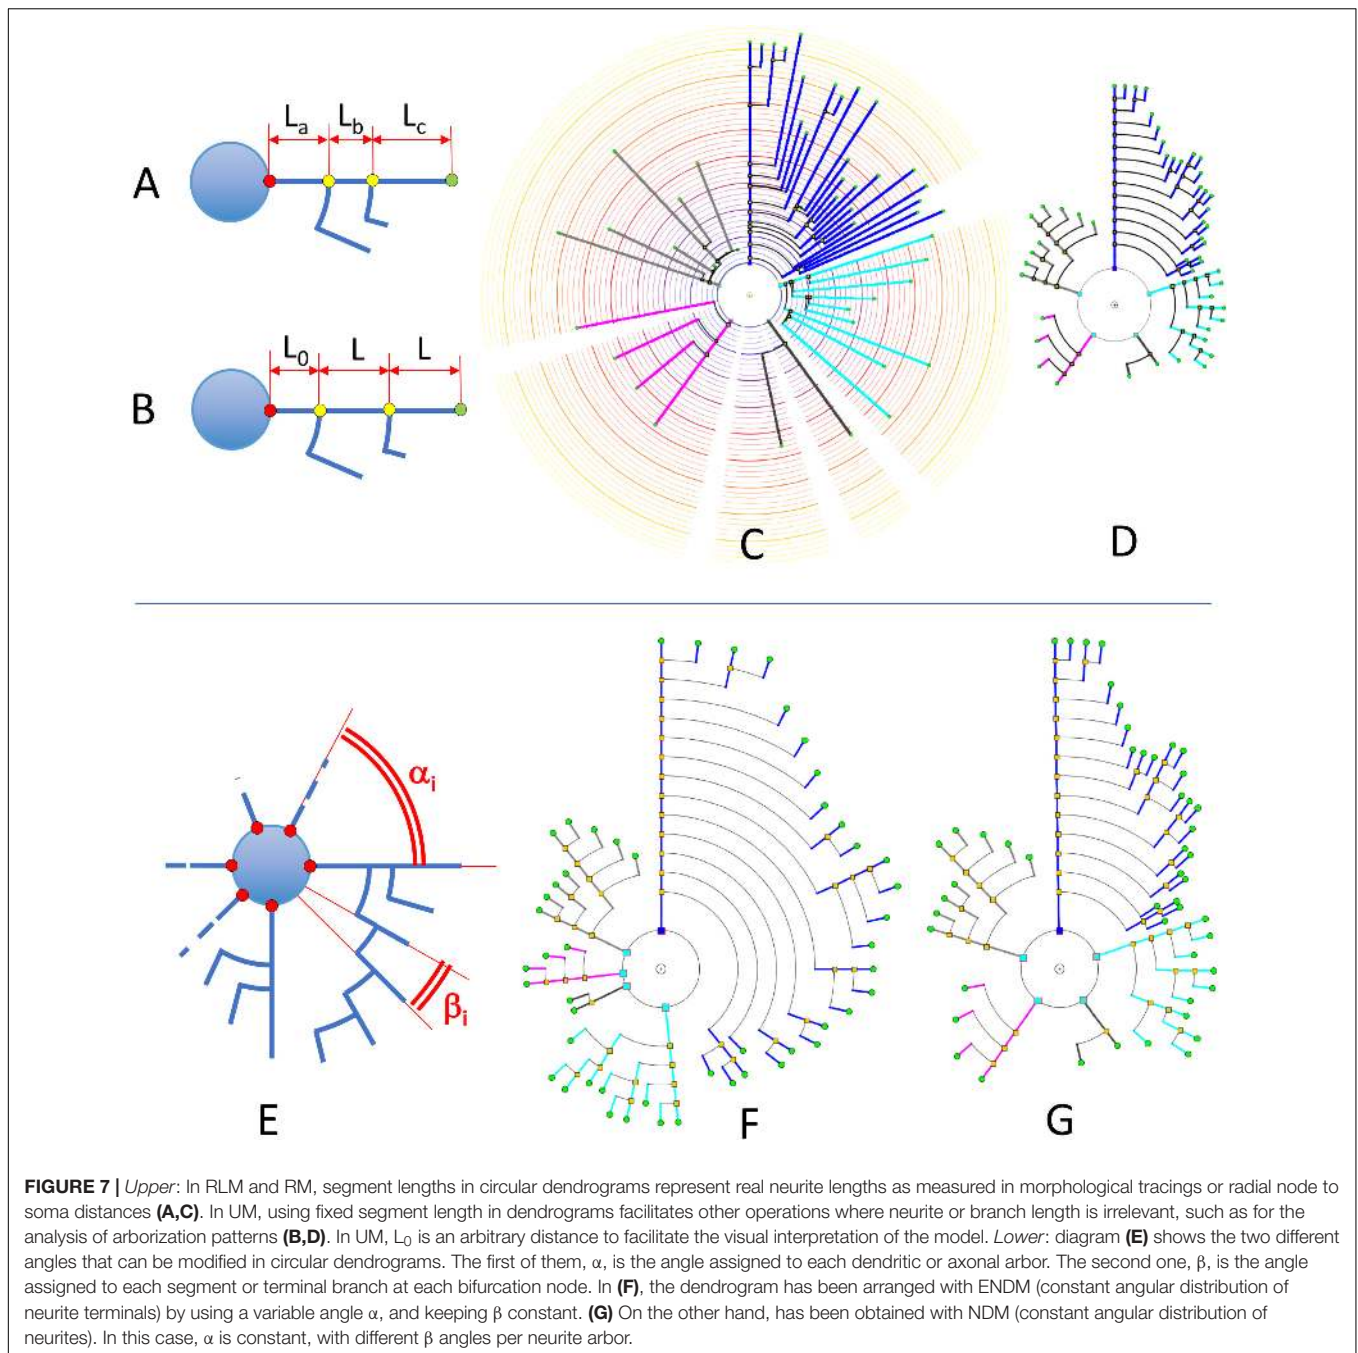 L_a L_b L_c
A
L_0 L L
B
C
D
α_i
β_i
E
F
G
FIGURE 7 | Upper: In RLM and RM, segment lengths in circular dendrograms represent real neurite lengths as measured in morphological tracings or radial node to
soma distances (A,C). In UM, using fixed segment length in dendrograms facilitates other operations where neurite or branch length is irrelevant, such as for the
analysis of arborization patterns (B,D). In UM, L0 is an arbitrary distance to facilitate the visual interpretation of the model. Lower: diagram (E) shows the two different
angles that can be modified in circular dendrograms. The first of them, α, is the angle assigned to each dendritic or axonal arbor. The second one, β, is the angle
assigned to each segment or terminal branch at each bifurcation node. In (F), the dendrogram has been arranged with ENDM (constant angular distribution of
neurite terminals) by using a variable angle α, and keeping β constant. (G) On the other hand, has been obtained with NDM (constant angular distribution of
neurites). In this case, α is constant, with different β angles per neurite arbor.